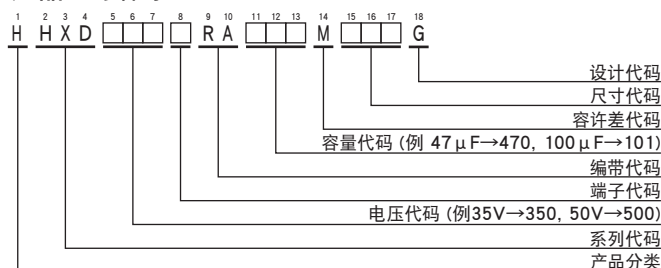 1 2 3 4 5 6 7 8 9 10 11 12 13 14 15 16 17 18
H HXD□□□ □ RA □□□ M □□□ G
设计代码
尺寸代码
容许差代码
容量代码 (例 47μF→470, 100μF→101)
编带代码
端子代码
电压代码 (例35V→350, 50V→500)
系列代码
产品分类